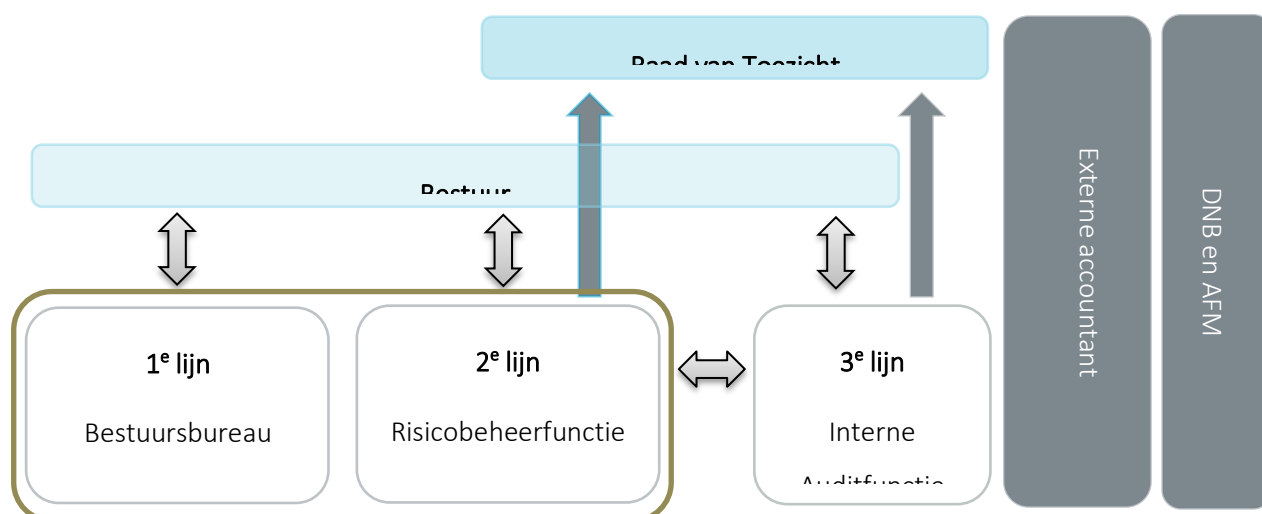 Raad van Toezicht
Bestuur
1e lijn
Bestuursbureau
2e lijn
Risicobeheerfunctie
3e lijn
Interne
Auditfunctie
Externe accountant
DNB en AFM